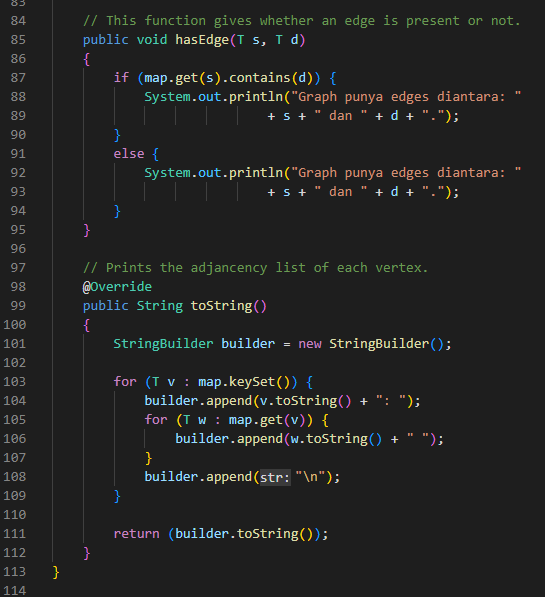 83
84 // This function gives whether an edge is present or not.
85 public void hasEdge(T s, T d)
86 {
87 if (map.get(s).contains(d)) {
88 System.out.println("Graph punya edges diantara: "
89 + s + " dan " + d + ".");
90 }
91 else {
92 System.out.println("Graph punya edges diantara: "
93 + s + " dan " + d + ".");
94 }
95 }
96
97 // Prints the adjancency list of each vertex.
98 @Override
99 public String toString()
100 {
101 StringBuilder builder = new StringBuilder();
102
103 for (T v : map.keySet()) {
104 builder.append(v.toString() + ": ");
105 for (T w : map.get(v)) {
106 builder.append(w.toString() + " ");
107 }
108 builder.append(str: "\n");
109 }
110
111 return (builder.toString());
112 }
113 }
114